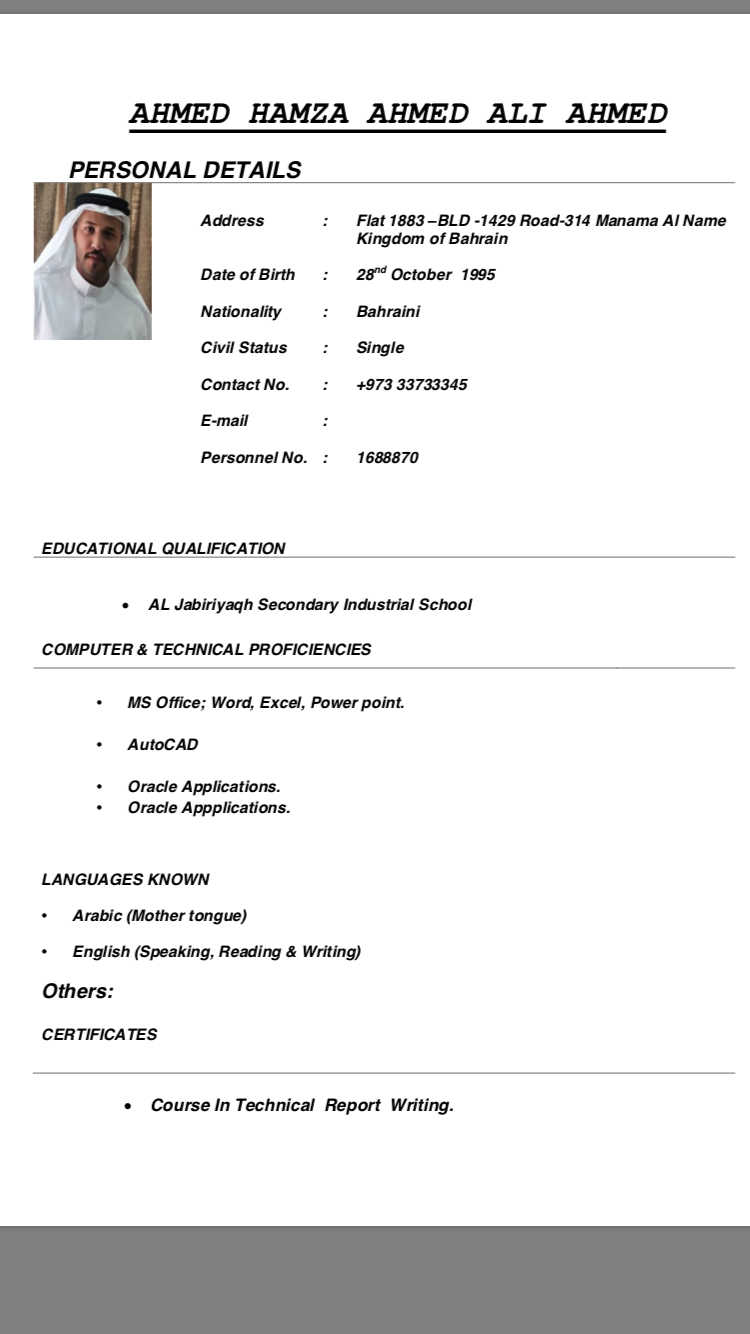 AHMED HAMZA AHMED ALI AHMED
PERSONAL DETAILS
Address : Flat 1883 –BLD -1429 Road-314 Manama Al Name
Kingdom of Bahrain
Date of Birth : 28nd October 1995
Nationality : Bahraini
Civil Status : Single
Contact No. : +973 33733345
E-mail :
Personnel No. : 1688870
EDUCATIONAL QUALIFICATION
• AL Jabiriyaqh Secondary Industrial School
COMPUTER & TECHNICAL PROFICIENCIES
• MS Office; Word, Excel, Power point.
• AutoCAD
• Oracle Applications.
• Oracle Appplications.
LANGUAGES KNOWN
• Arabic (Mother tongue)
• English (Speaking, Reading & Writing)
Others:
CERTIFICATES
• Course In Technical Report Writing.